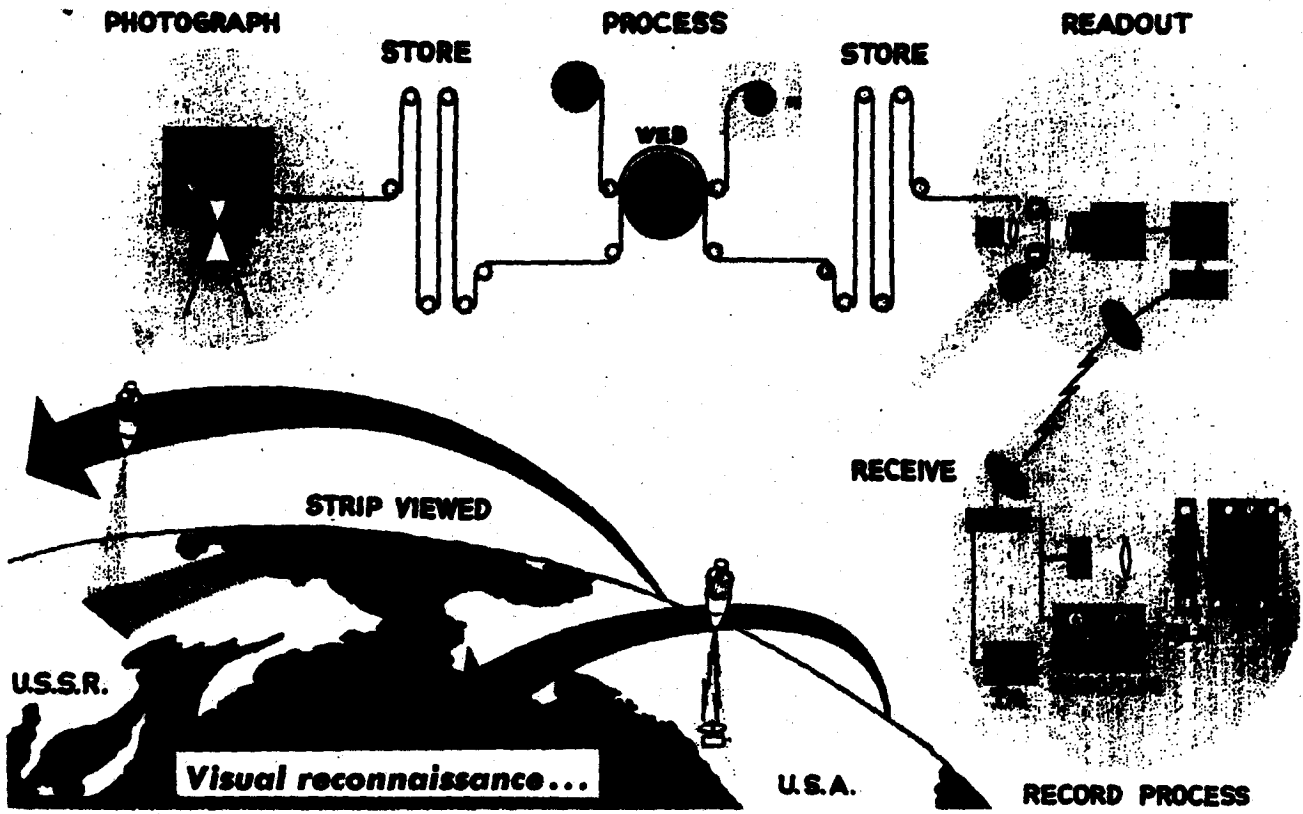 PHOTOGRAPH
STORE
PROCESS
WEB
STORE
READOUT
RECEIVE
STRIP VIEWED
U.S.S.R.
Visual reconnaissance...
U.S.A.
RECORD PROCESS